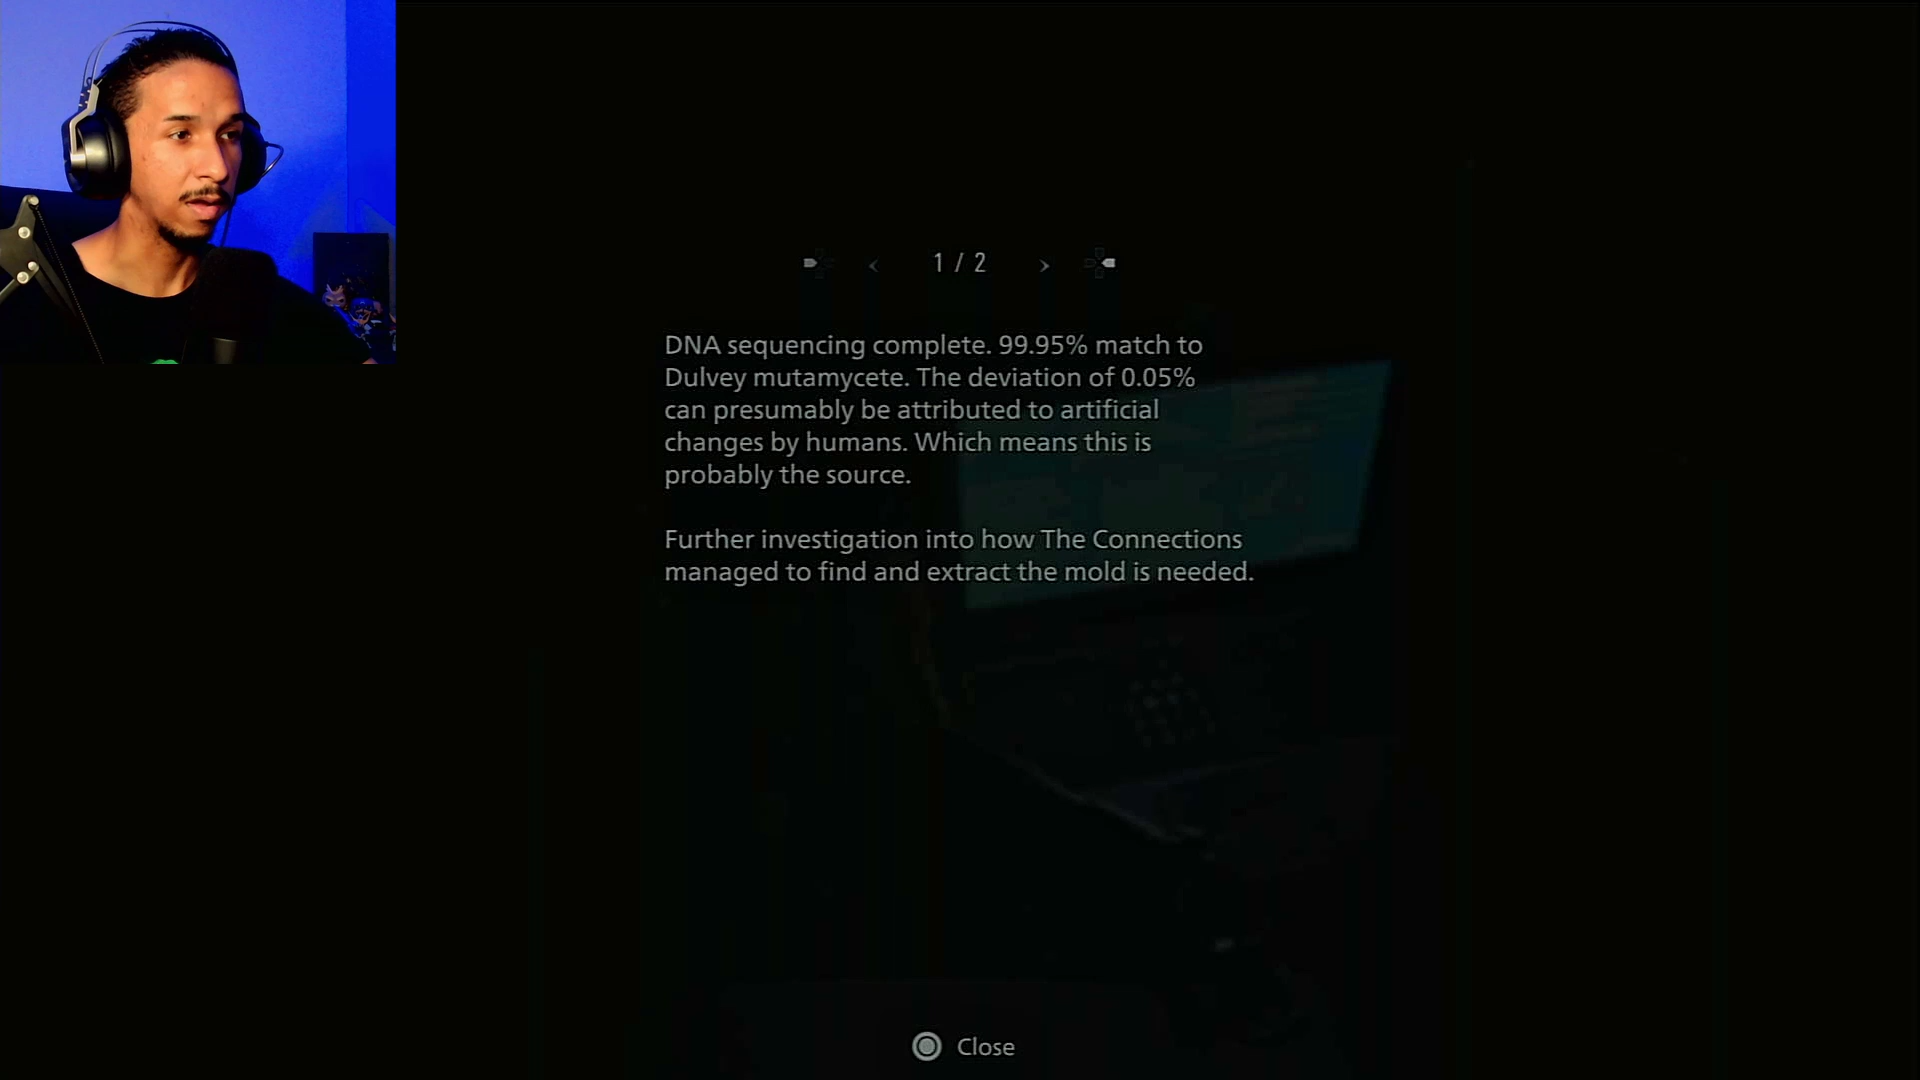 1 / 2
DNA sequencing complete. 99.95% match to
Dulvey mutamycete. The deviation of 0.05%
can presumably be attributed to artificial
changes by humans. Which means this is
probably the source.
Further investigation into how The Connections
managed to find and extract the mold is needed.
Close